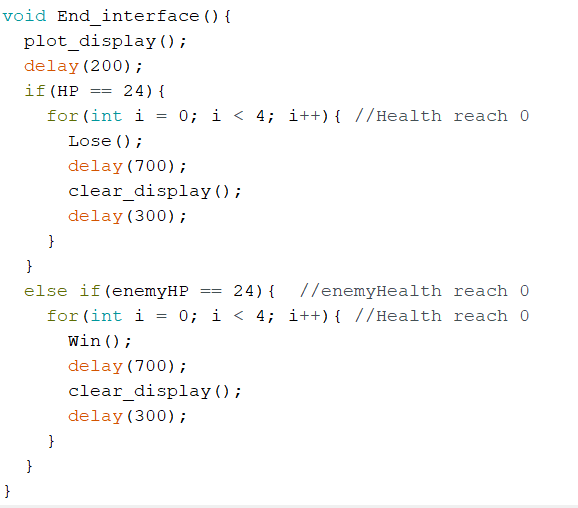 void End_interface(){
  plot_display();
  delay(200);
  if(HP == 24){
    for(int i = 0; i < 4; i++){ //Health reach 0
      Lose();
      delay(700);
      clear_display();
      delay(300);
    }
  }
  else if(enemyHP == 24){  //enemyHealth reach 0
    for(int i = 0; i < 4; i++){ //Health reach 0
      Win();
      delay(700);
      clear_display();
      delay(300);
    }
  }
}